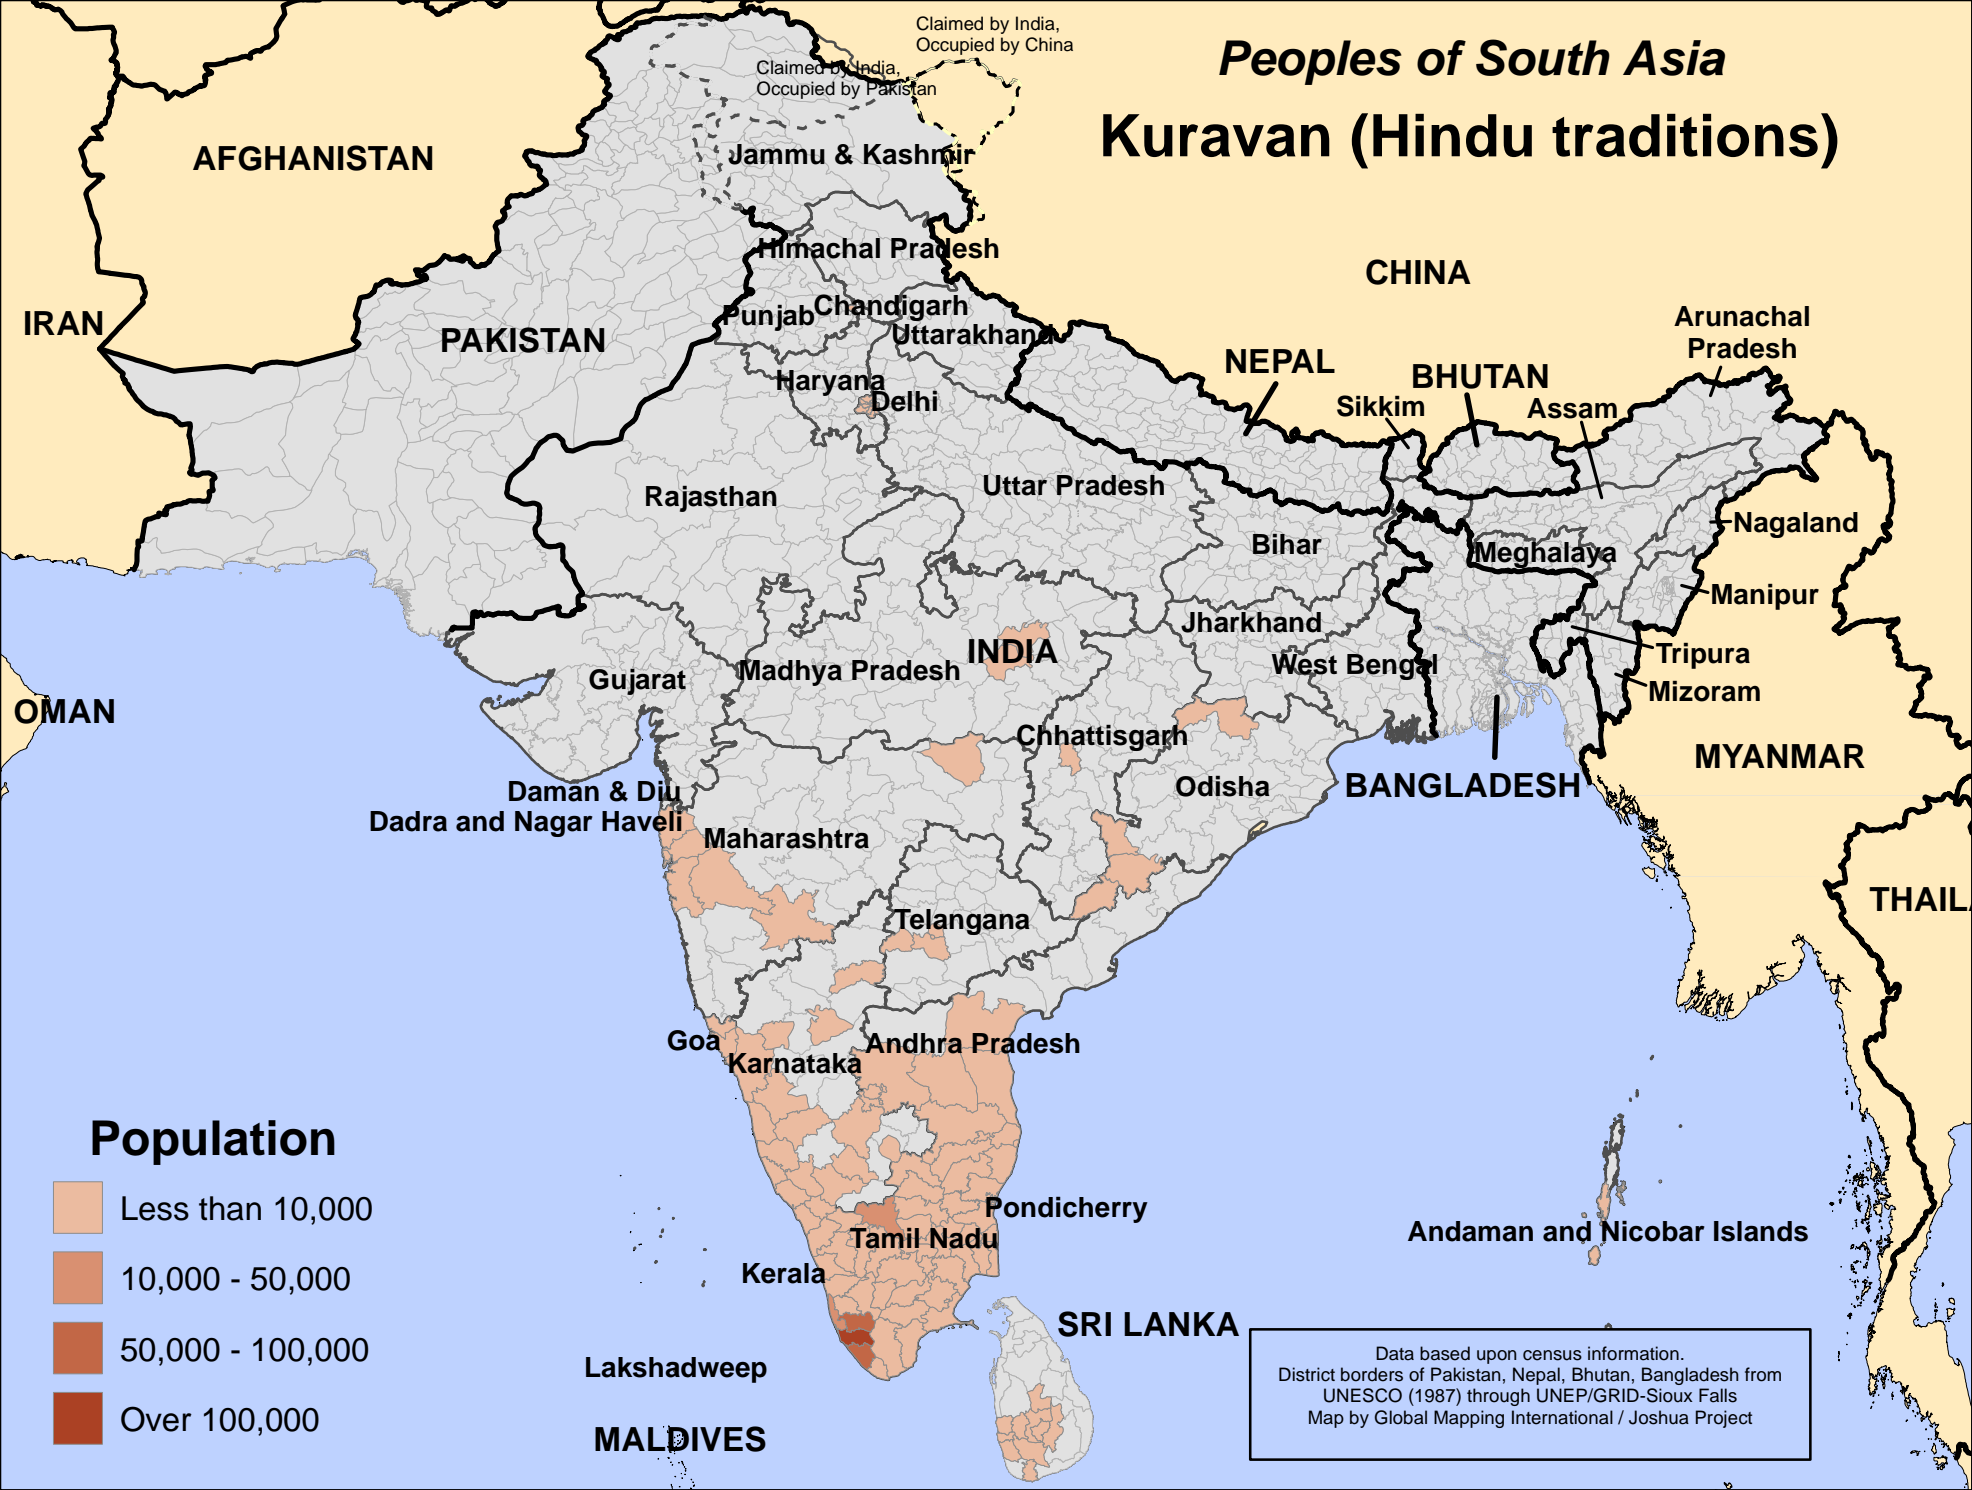 Claimed by India,
Occupied by China
Peoples of South Asia
Kuravan (Hindu traditions)
Claimed by India,
Occupied by Pakistan
AFGHANISTAN
Jammu & Kashmir
Himachal Pradesh
CHINA
IRAN
PAKISTAN
Punjab
Chandigarh
Uttarakhand
Arunachal
Pradesh
NEPAL
BHUTAN
Haryana
Delhi
Sikkim
Assam
Rajasthan
Uttar Pradesh
Nagaland
Bihar
Meghalaya
Manipur
Jharkhand
INDIA
Tripura
West Bengal
Madhya Pradesh
Gujarat
Mizoram
OMAN
Chhattisgarh
MYANMAR
Odisha
BANGLADESH
Daman & Diu
Dadra and Nagar Haveli
Maharashtra
THAILA
Telangana
Goa
Andhra Pradesh
Karnataka
Pondicherry
Andaman and Nicobar Islands
Tamil Nadu
Kerala
SRI LANKA
Lakshadweep
MALDIVES
Population
Less than 10,000
10,000 - 50,000
50,000 - 100,000
Over 100,000
Data based upon census information.
District borders of Pakistan, Nepal, Bhutan, Bangladesh from
UNESCO (1987) through UNEP/GRID-Sioux Falls
Map by Global Mapping International / Joshua Project